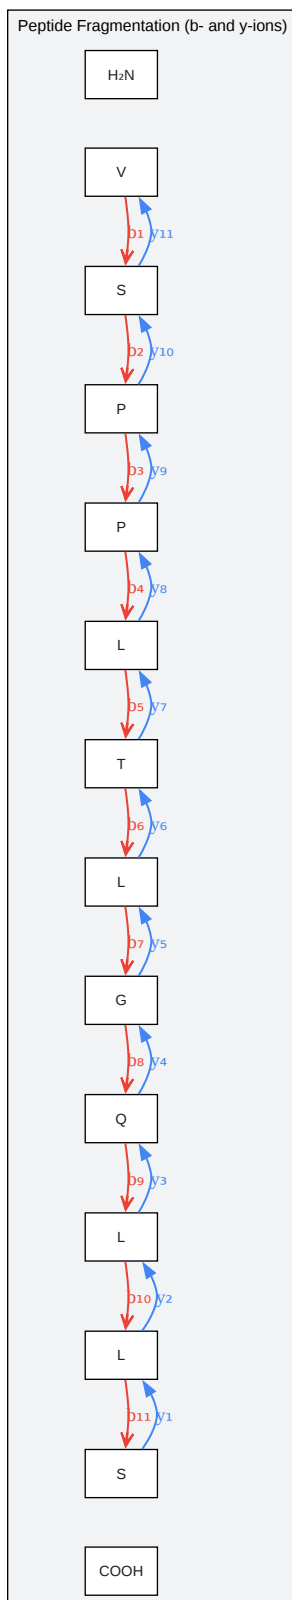 Peptide Fragmentation (b- and y-ions)
H₂N
V
b₁ y₁₁
S
b₂ y₁₀
P
b₃ y₉
P
b₄ y₈
L
b₅ y₇
T
b₆ y₆
L
b₇ y₅
G
b₈ y₄
Q
b₉ y₃
L
b₁₀ y₂
L
b₁₁ y₁
S
COOH